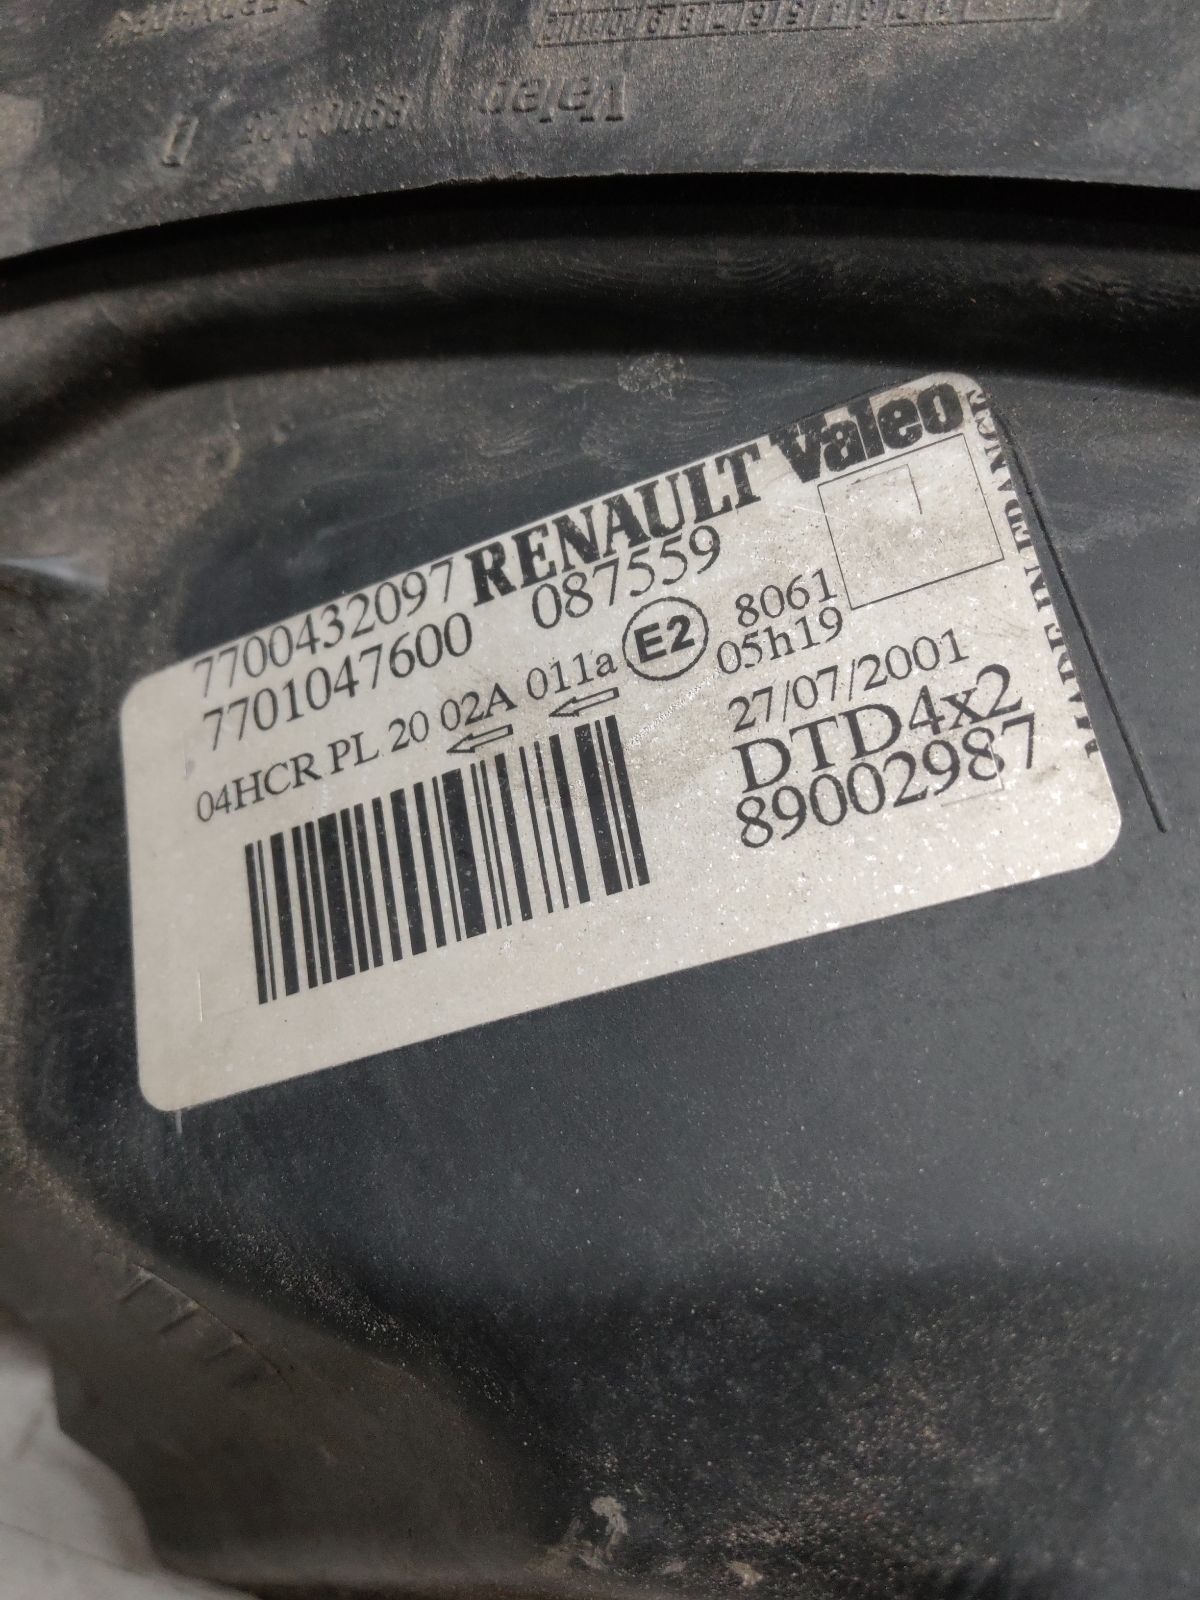 Valeo
7700432097 RENAULT Valeo
7701047600 087559
04HCR PL 20 02A 011a E2 8061
05h19
27/07/2001
DTD4x2
89002987
MADE IN FRANCE